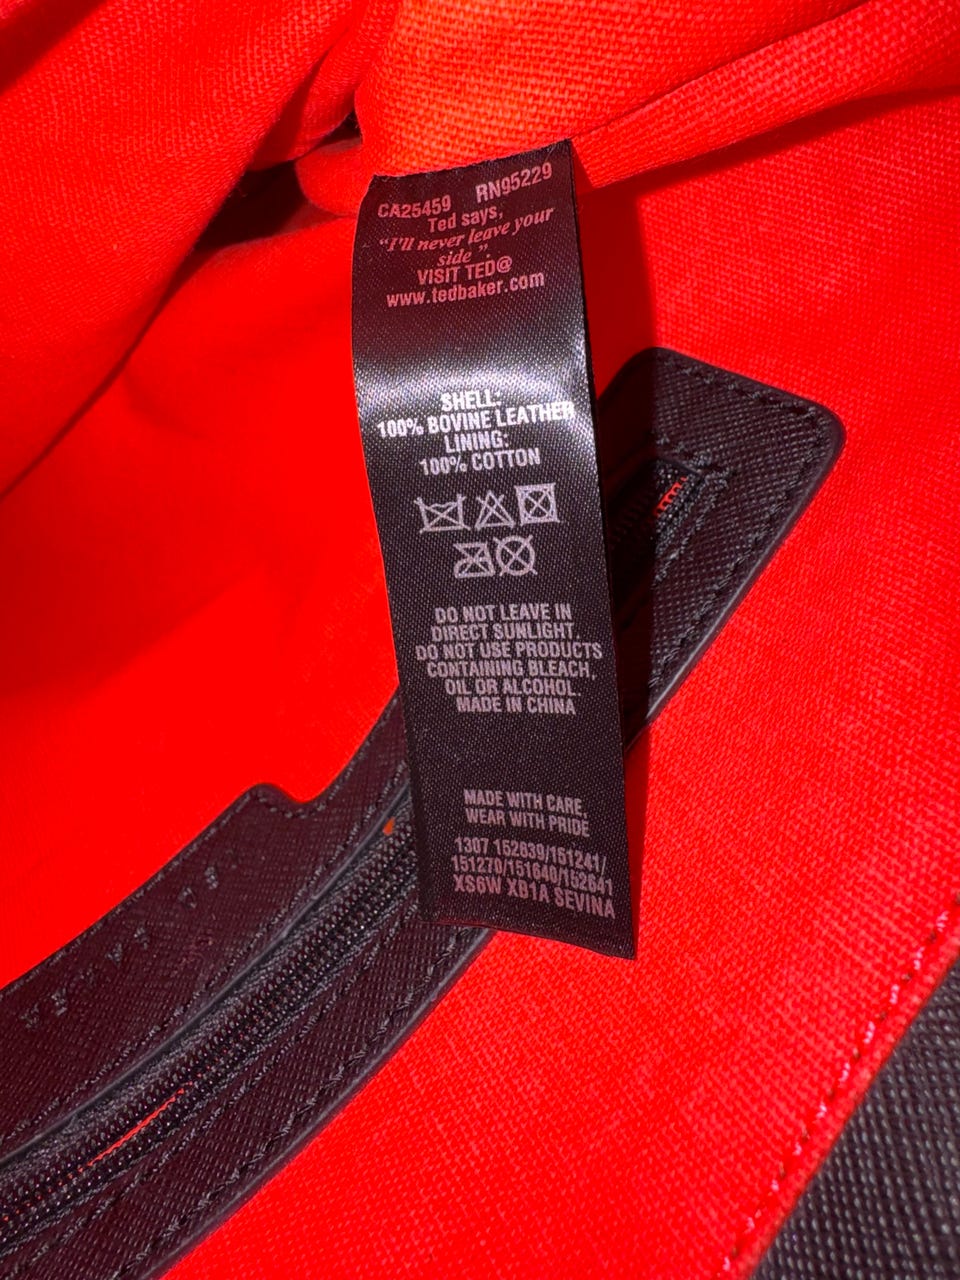 CA25459 RN95229
Ted says,
"I'll never leave your
side ".
VISIT TED@
www.tedbaker.com
SHELL:
100% BOVINE LEATHER
LINING:
100% COTTON
DO NOT LEAVE IN
DIRECT SUNLIGHT.
DO NOT USE PRODUCTS
CONTAINING BLEACH,
OIL OR ALCOHOL.
MADE IN CHINA
MADE WITH CARE,
WEAR WITH PRIDE
1307 152639/151241/
151270/151640/152641
XS6W XB1A SEVINA